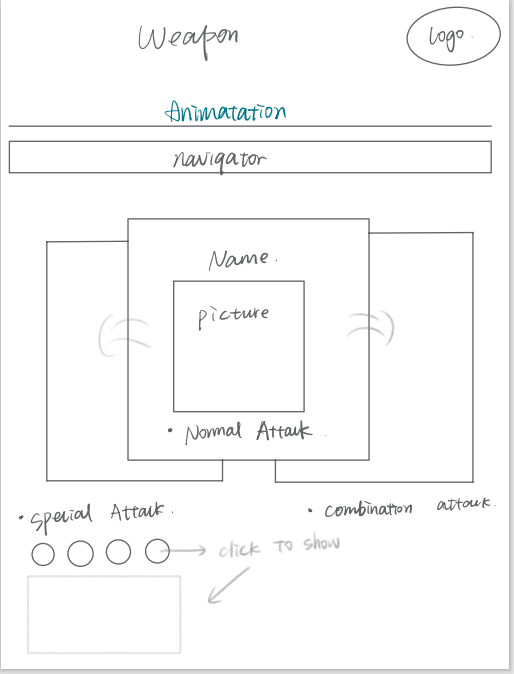 Weapon
logo.
Animatation
navigator
Name.
picture
• Normal Attack.
• Special Attack.
• Combination attack.
click to show